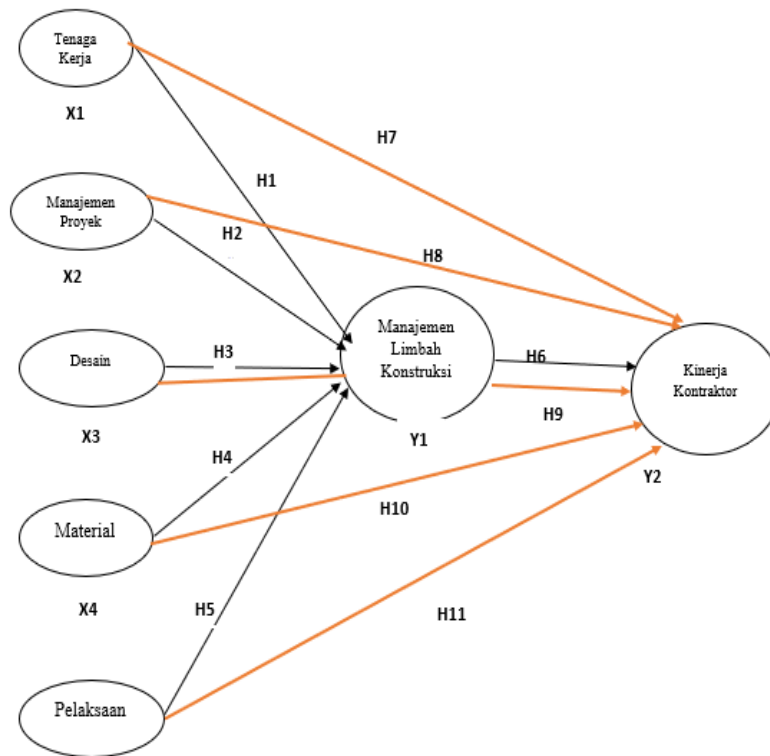 Tenaga
Kerja
X1
H7
H1
Manajemen
Proyek
H2
X2
H8
Manajemen
Limbah
Konstruksi
Desain
H3
H6
Kinerja
Kontraktor
X3
Y1
H9
H4
Y2
Material
H10
X4
H5
H11
Pelaksaan